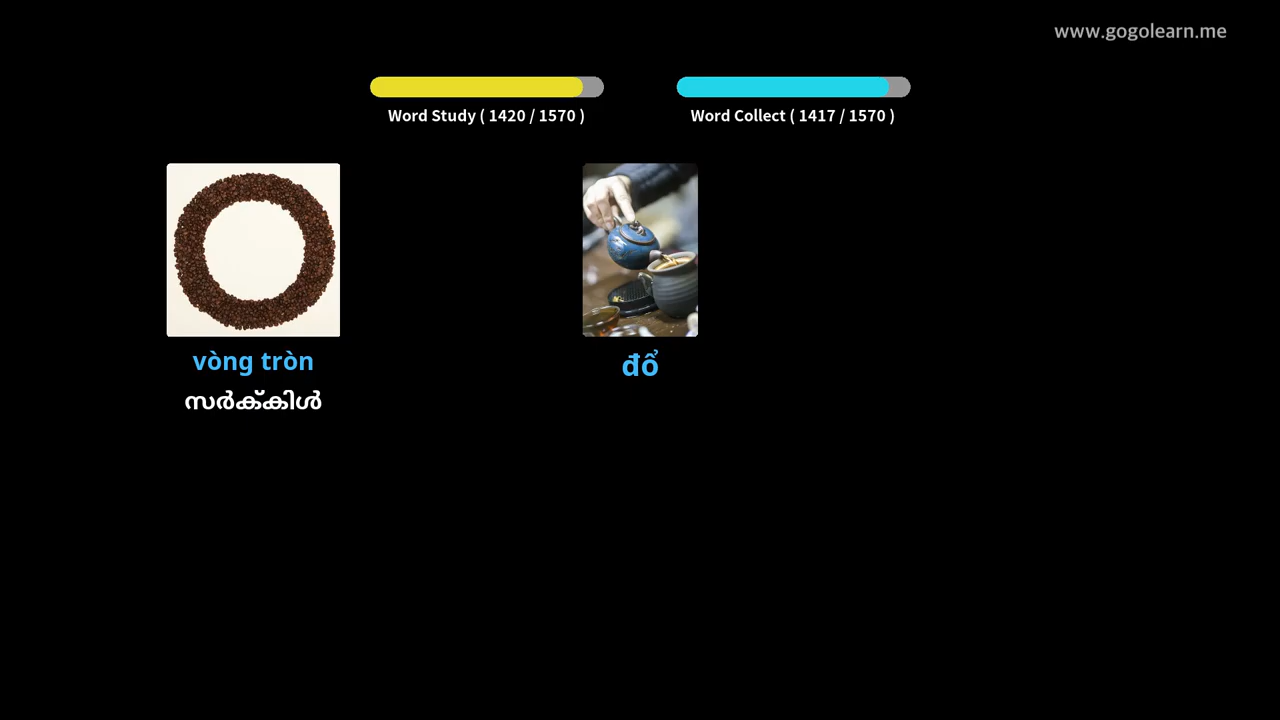 www.gogolearn.me
Word Study ( 1420 / 1570 )
Word Collect ( 1417 / 1570 )
vòng tròn
സർക്കിൾ
đổ